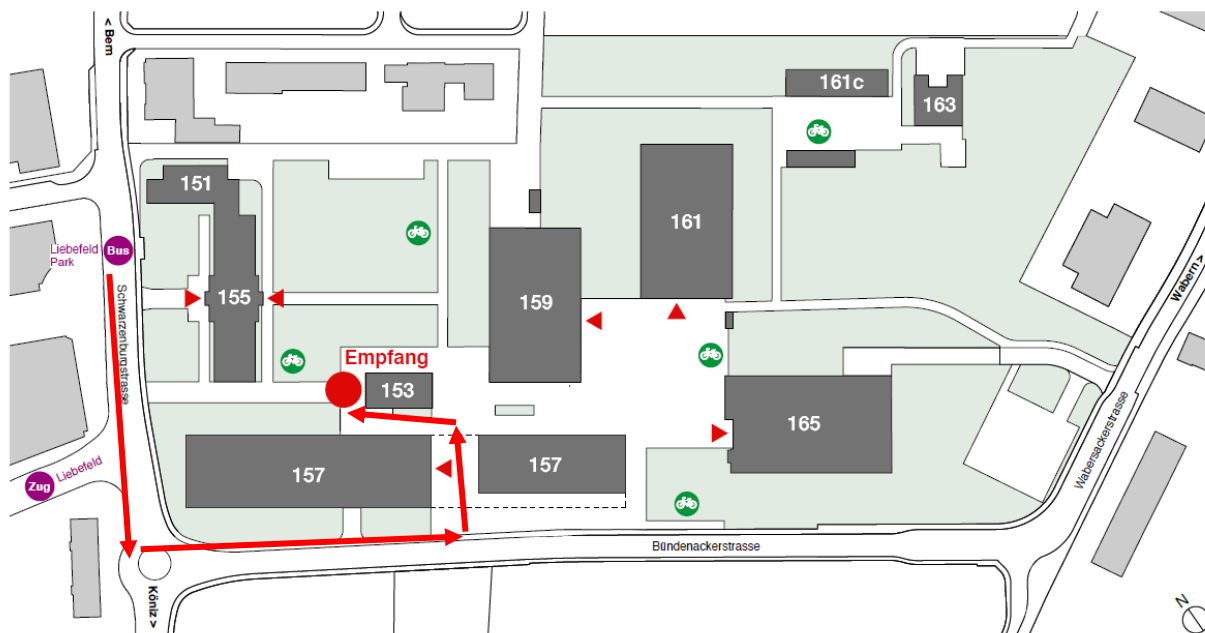 < Bern
161c
163
151
161
Liebefeld
Park
Bus
Schwarzenburgstrasse
155
159
Wabern >
Empfang
153
165
Wabersackerstrasse
157
157
Zug
Liebefeld
Bündenackerstrasse
Köniz >
N